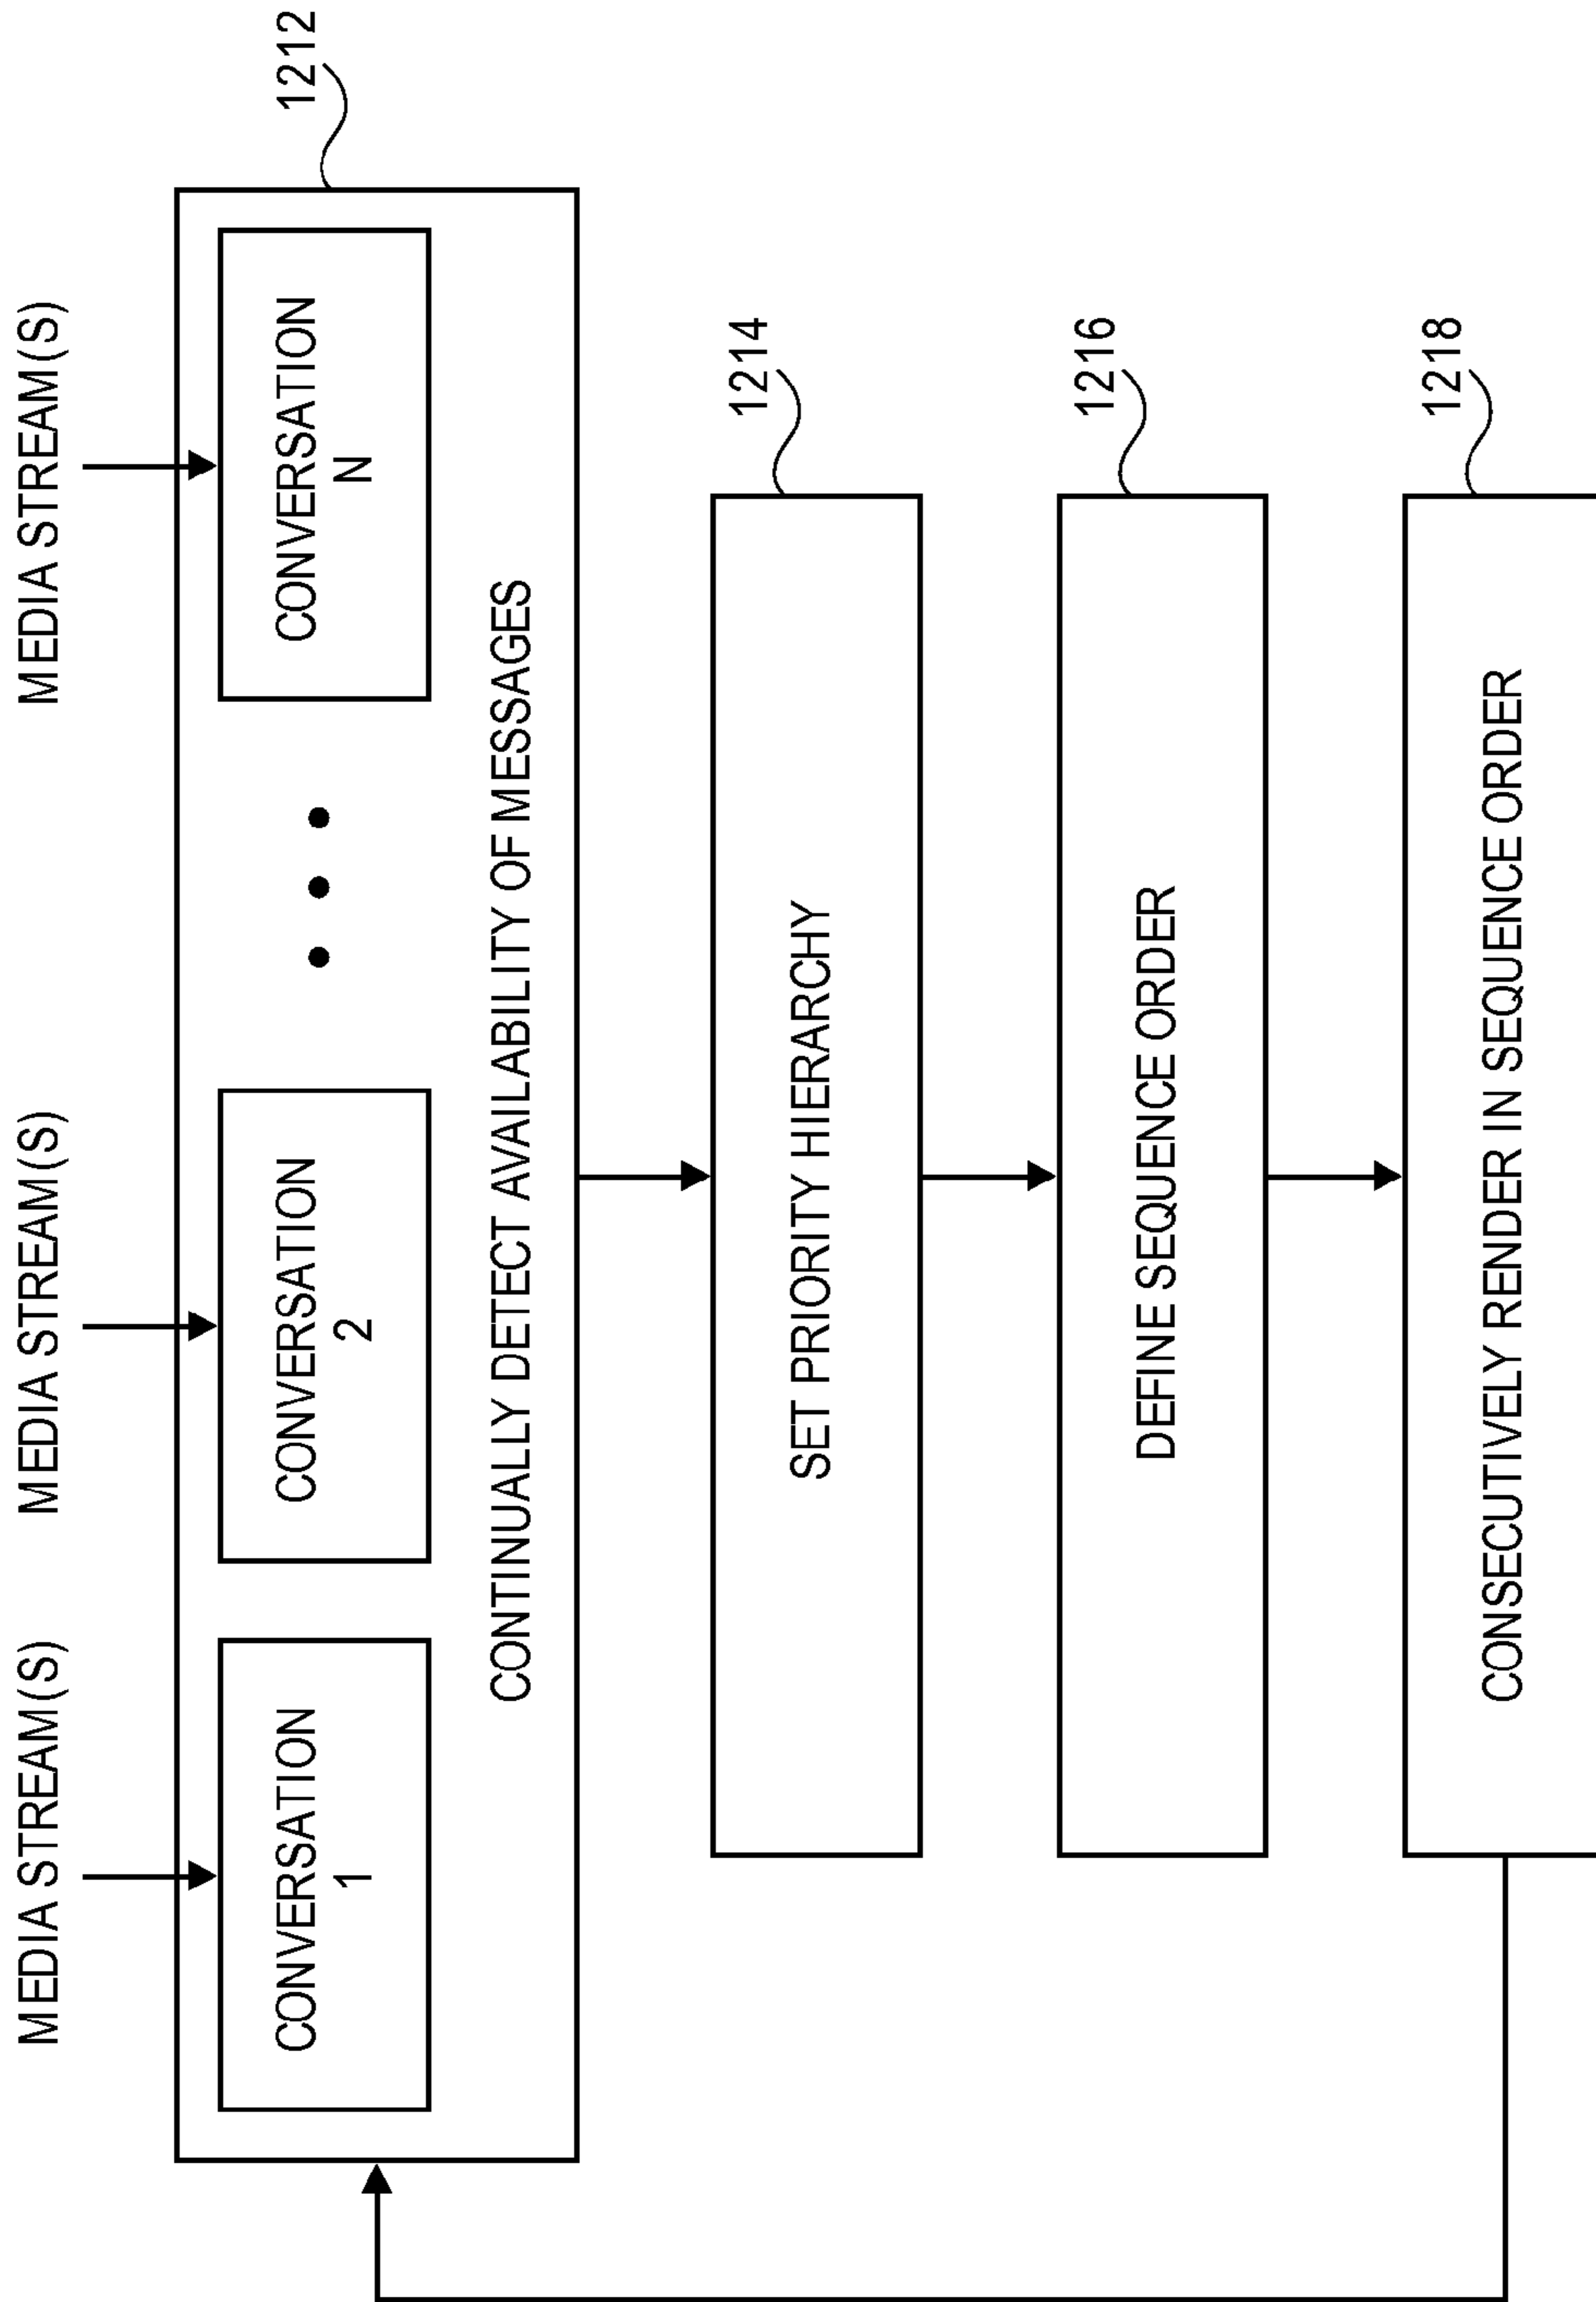 MEDIA STREAM(S)
MEDIA STREAM(S)
MEDIA STREAM(S)
1212
CONVERSATION
1
CONVERSATION
2
CONVERSATION
N
CONTINUALLY DETECT AVAILABILITY OF MESSAGES
1214
SET PRIORITY HIERARCHY
1216
DEFINE SEQUENCE ORDER
1218
CONSECUTIVELY RENDER IN SEQUENCE ORDER